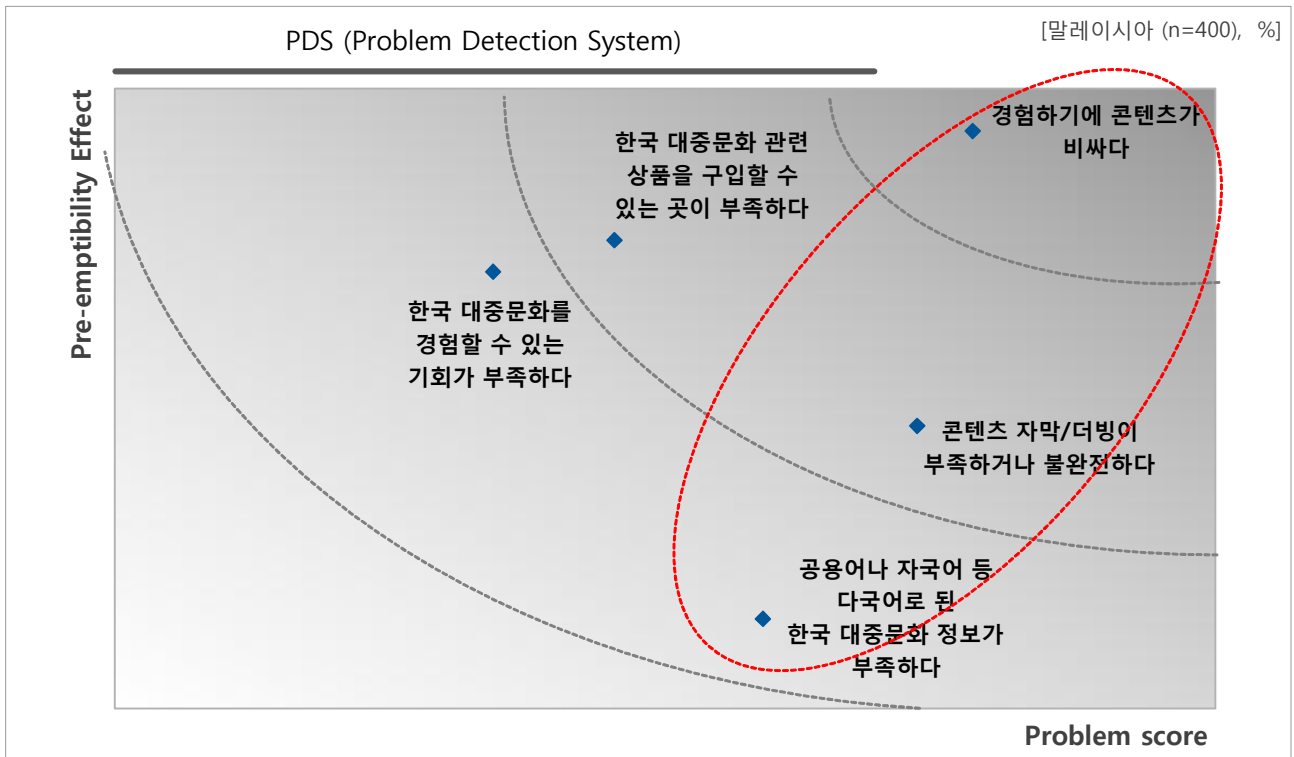 PDS (Problem Detection System)
[말레이시아 (n=400), %]
Pre-emptibility Effect
경험하기에 콘텐츠가
비싸다
한국 대중문화 관련
상품을 구입할 수
있는 곳이 부족하다
한국 대중문화를
경험할 수 있는
기회가 부족하다
콘텐츠 자막/더빙이
부족하거나 불완전하다
공용어나 자국어 등
다국어로 된
한국 대중문화 정보가
부족하다
Problem score